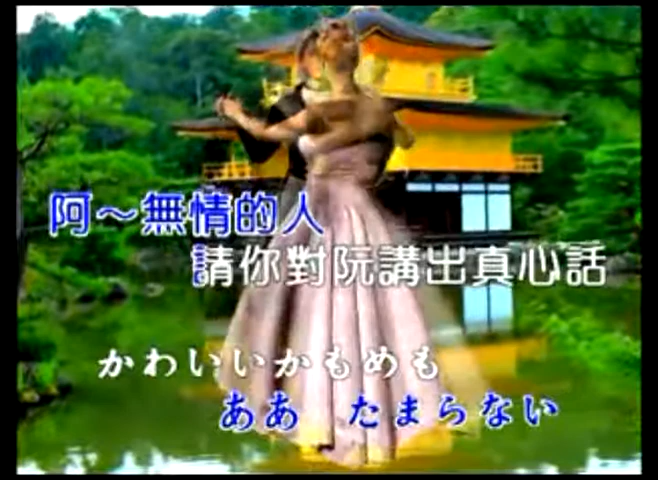 阿～無情的人
請你對阮講出真心話
かわいいかもめも
ああ　たまらない